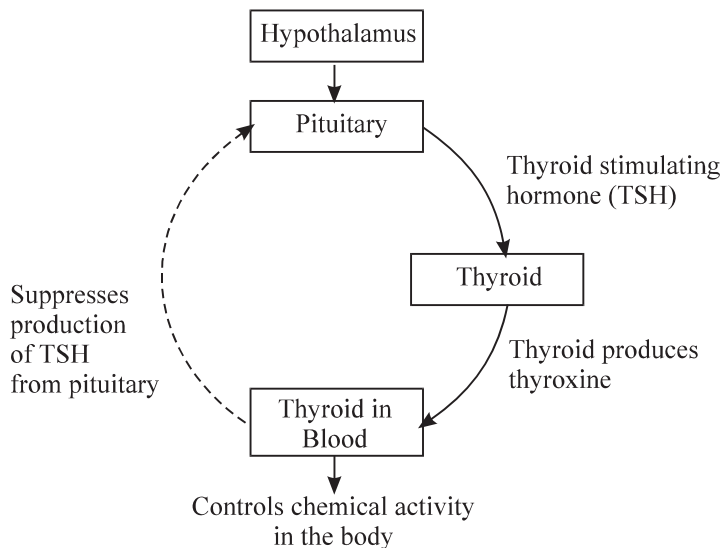 Hypothalamus
Pituitary
Thyroid stimulating
hormone (TSH)
Thyroid
Suppresses
production
of TSH
from pituitary
Thyroid produces
thyroxine
Thyroid in
Blood
Controls chemical activity
in the body